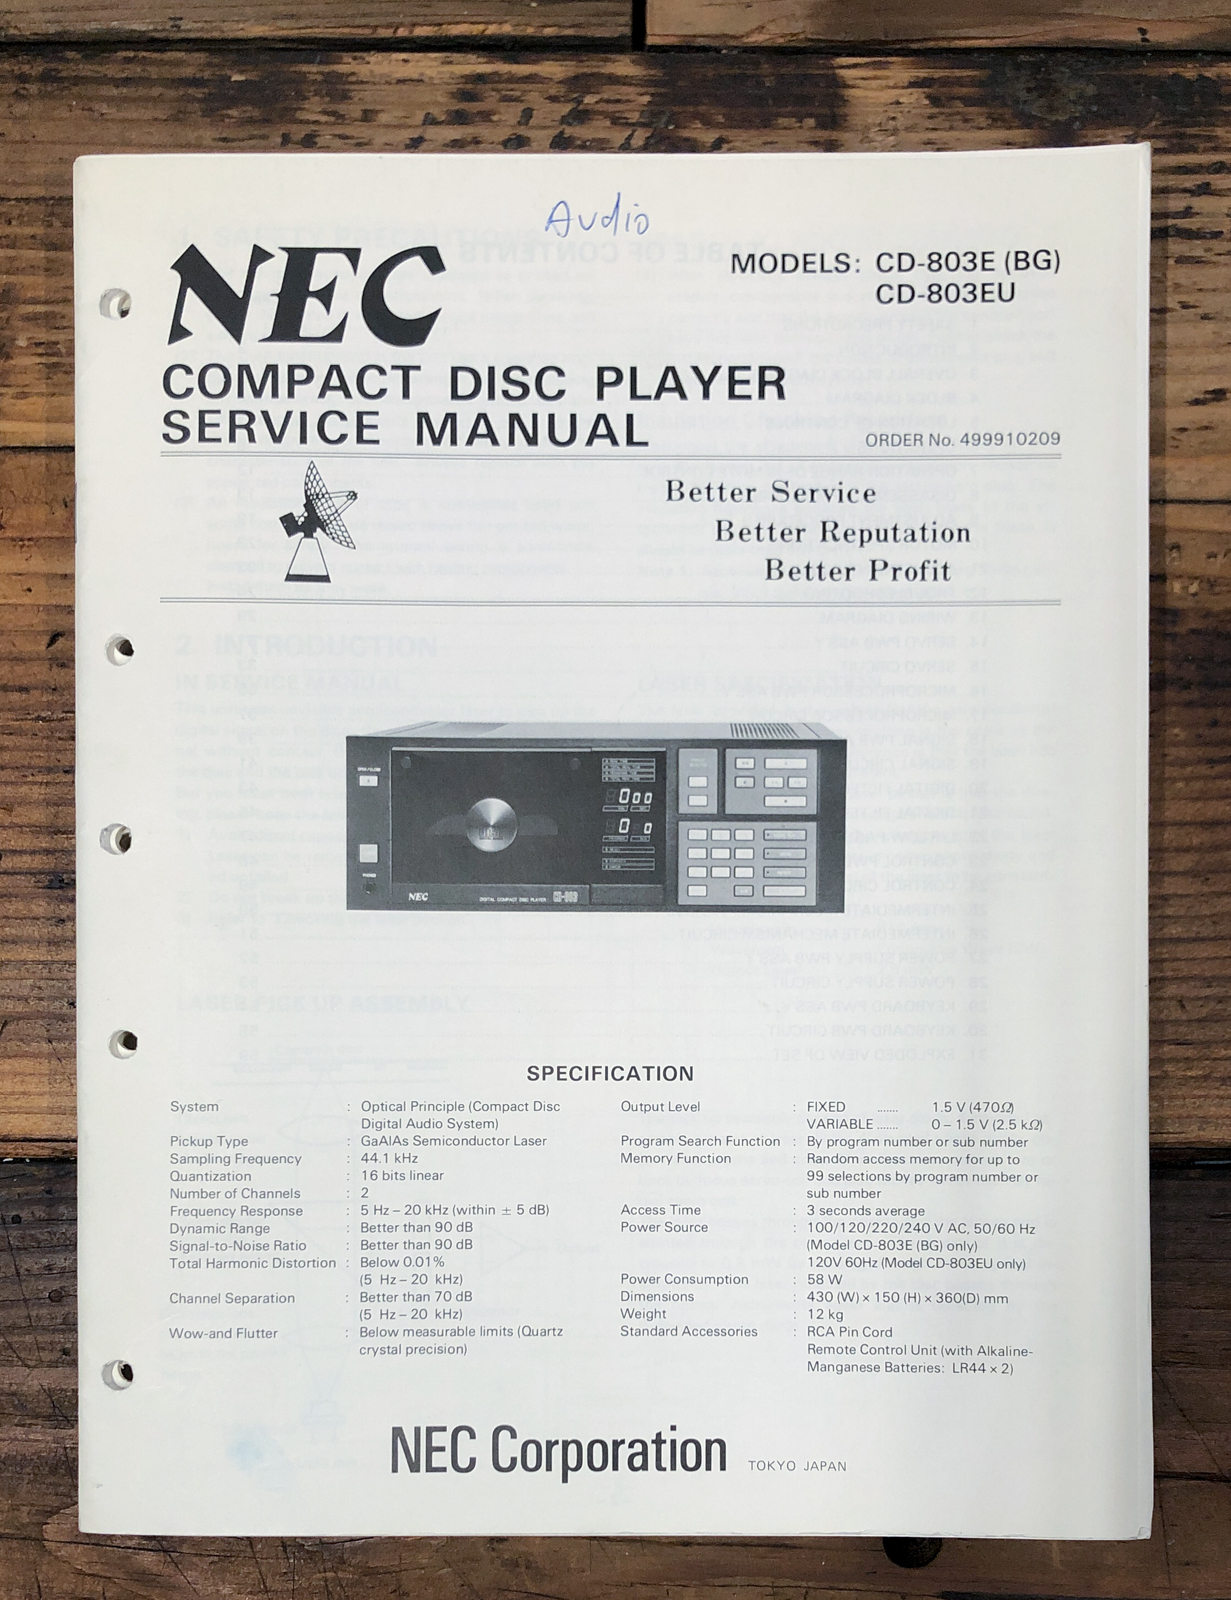 Audio
NEC
MODELS: CD-803E (BG)
CD-803EU
COMPACT DISC PLAYER
SERVICE MANUAL
ORDER No. 499910209
Better Service
Better Reputation
Better Profit
OPEN/CLOSE
PHONES
NEC
DIGITAL COMPACT DISC PLAYER CD-803
SPECIFICATION
System : Optical Principle (Compact Disc
Digital Audio System)
Pickup Type : GaAlAs Semiconductor Laser
Sampling Frequency : 44.1 kHz
Quantization : 16 bits linear
Number of Channels : 2
Frequency Response : 5 Hz – 20 kHz (within ± 5 dB)
Dynamic Range : Better than 90 dB
Signal-to-Noise Ratio : Better than 90 dB
Total Harmonic Distortion : Below 0.01%
(5 Hz – 20 kHz)
Channel Separation : Better than 70 dB
(5 Hz – 20 kHz)
Wow-and Flutter : Below measurable limits (Quartz
crystal precision)
Output Level : FIXED ....... 1.5 V (470Ω)
VARIABLE ....... 0 – 1.5 V (2.5 kΩ)
Program Search Function : By program number or sub number
Memory Function : Random access memory for up to
99 selections by program number or
sub number
Access Time : 3 seconds average
Power Source : 100/120/220/240 V AC, 50/60 Hz
(Model CD-803E (BG) only)
120V 60Hz (Model CD-803EU only)
Power Consumption : 58 W
Dimensions : 430 (W) × 150 (H) × 360(D) mm
Weight : 12 kg
Standard Accessories : RCA Pin Cord
Remote Control Unit (with Alkaline-
Manganese Batteries: LR44 × 2)
NEC Corporation TOKYO JAPAN